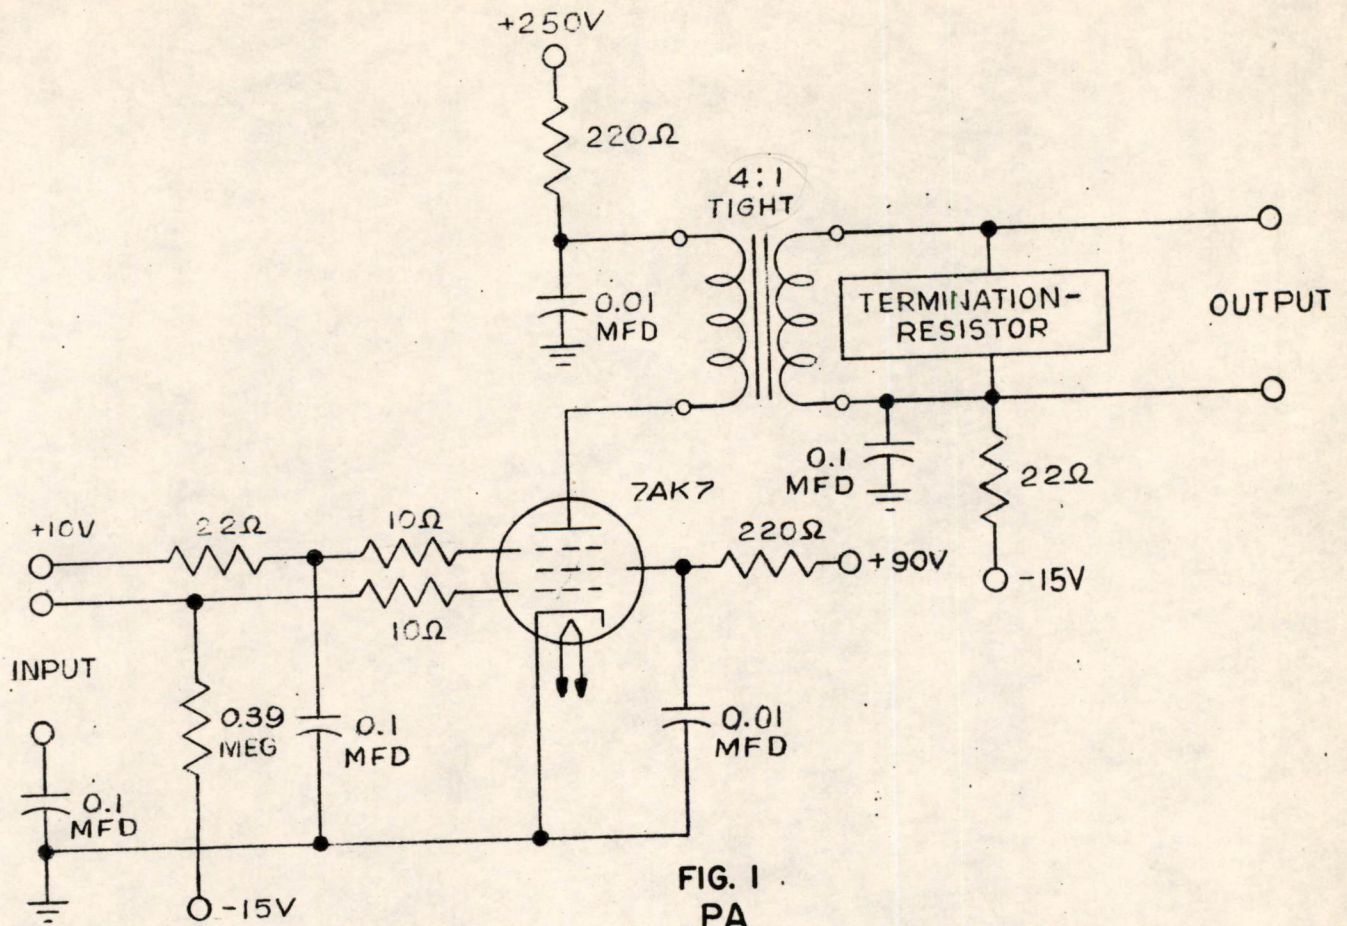 +250V
220Ω
4:1
TIGHT
0.01
MFD
TERMINATION-
RESISTOR
OUTPUT
0.1
MFD
22Ω
-15V
7AK7
+10V
22Ω
10Ω
10Ω
220Ω
+90V
INPUT
0.39
MEG
0.1
MFD
0.01
MFD
0.1
MFD
-15V
FIG. 1
PA